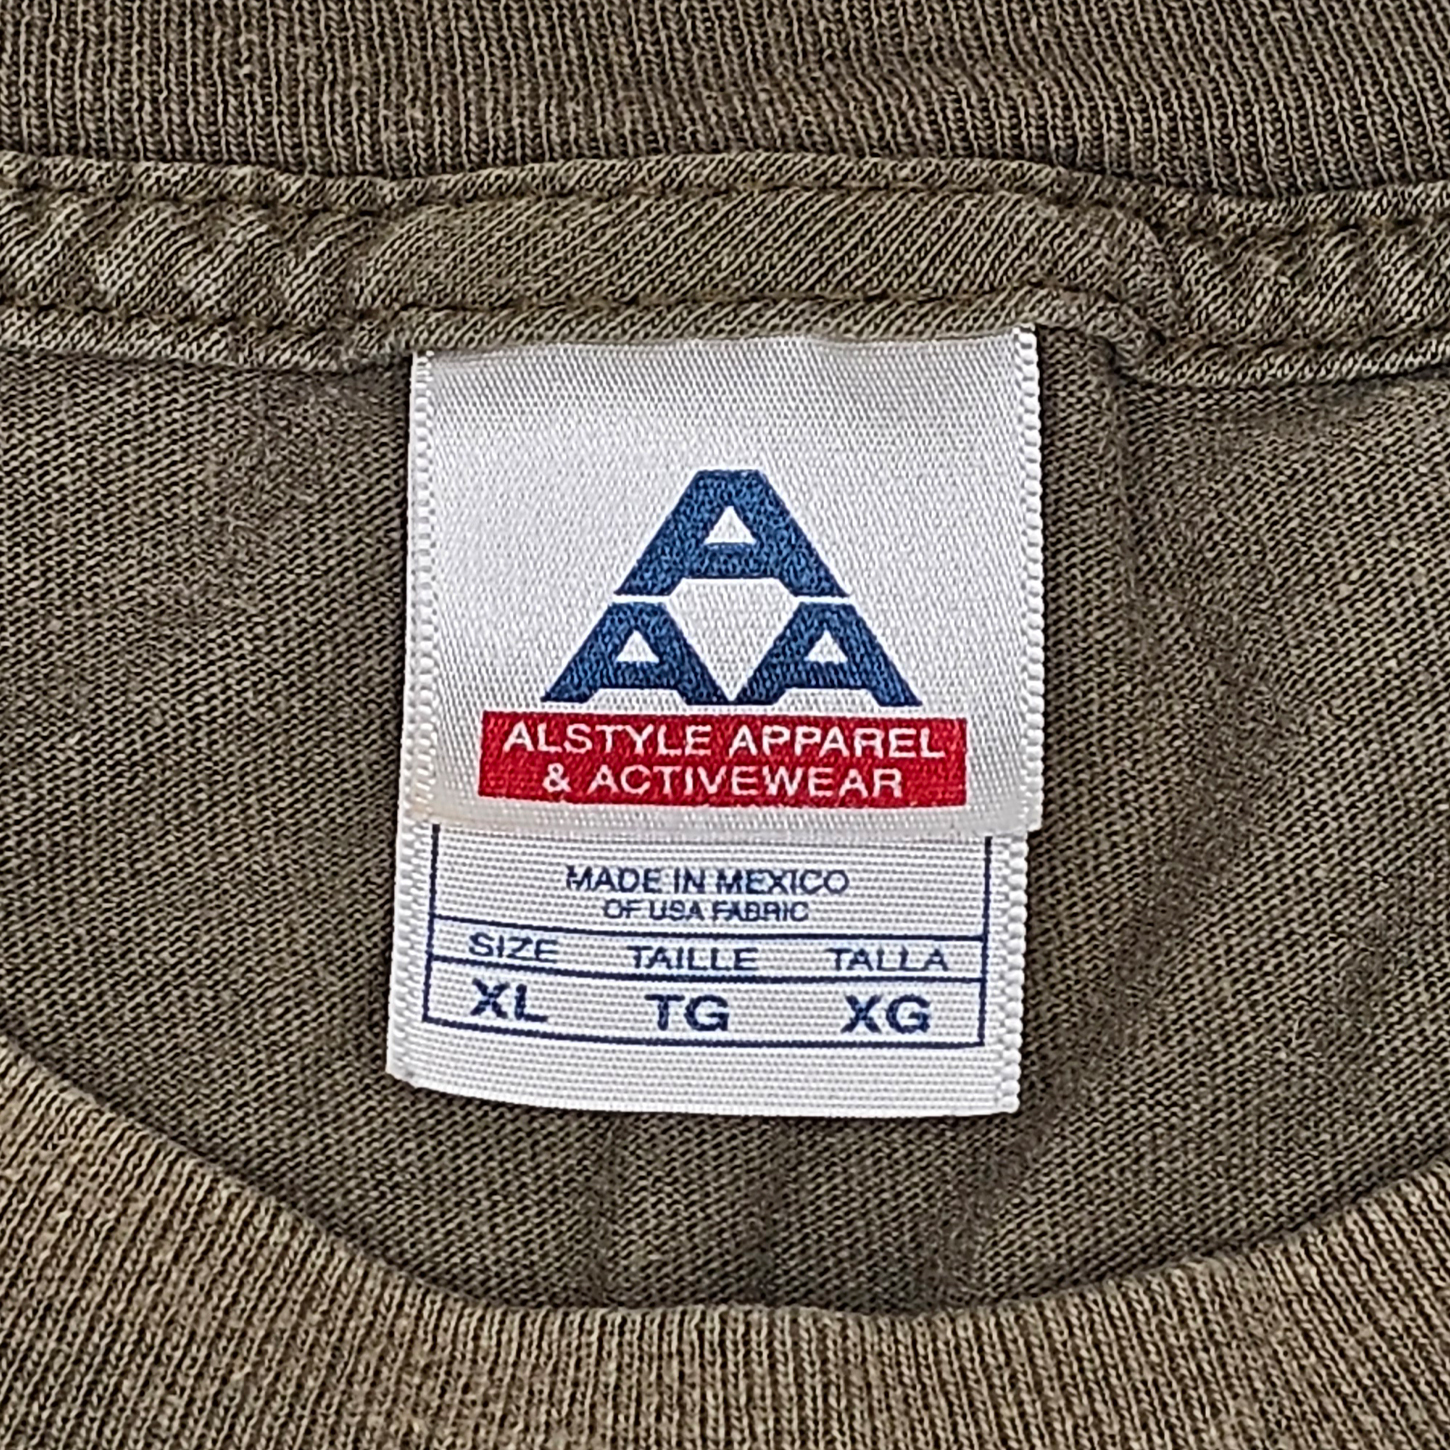 A
A A
ALSTYLE APPAREL
& ACTIVEWEAR
MADE IN MEXICO
OF USA FABRIC
SIZE TAILLE TALLA
XL TG XG